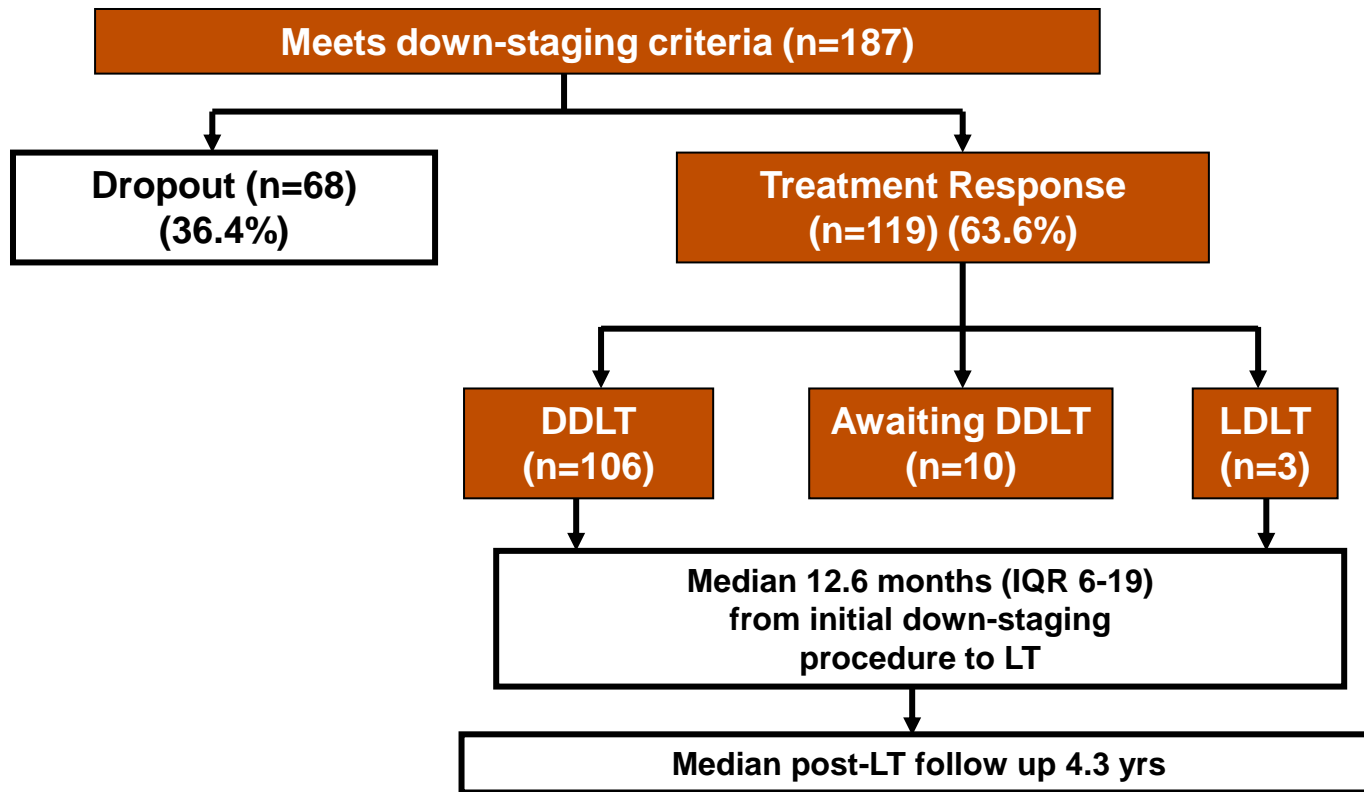 Meets down-staging criteria (n=187)
Dropout (n=68)
(36.4%)
Treatment Response
(n=119) (63.6%)
DDLT
(n=106)
Awaiting DDLT
(n=10)
LDLT
(n=3)
Median 12.6 months (IQR 6-19)
from initial down-staging
procedure to LT
Median post-LT follow up 4.3 yrs